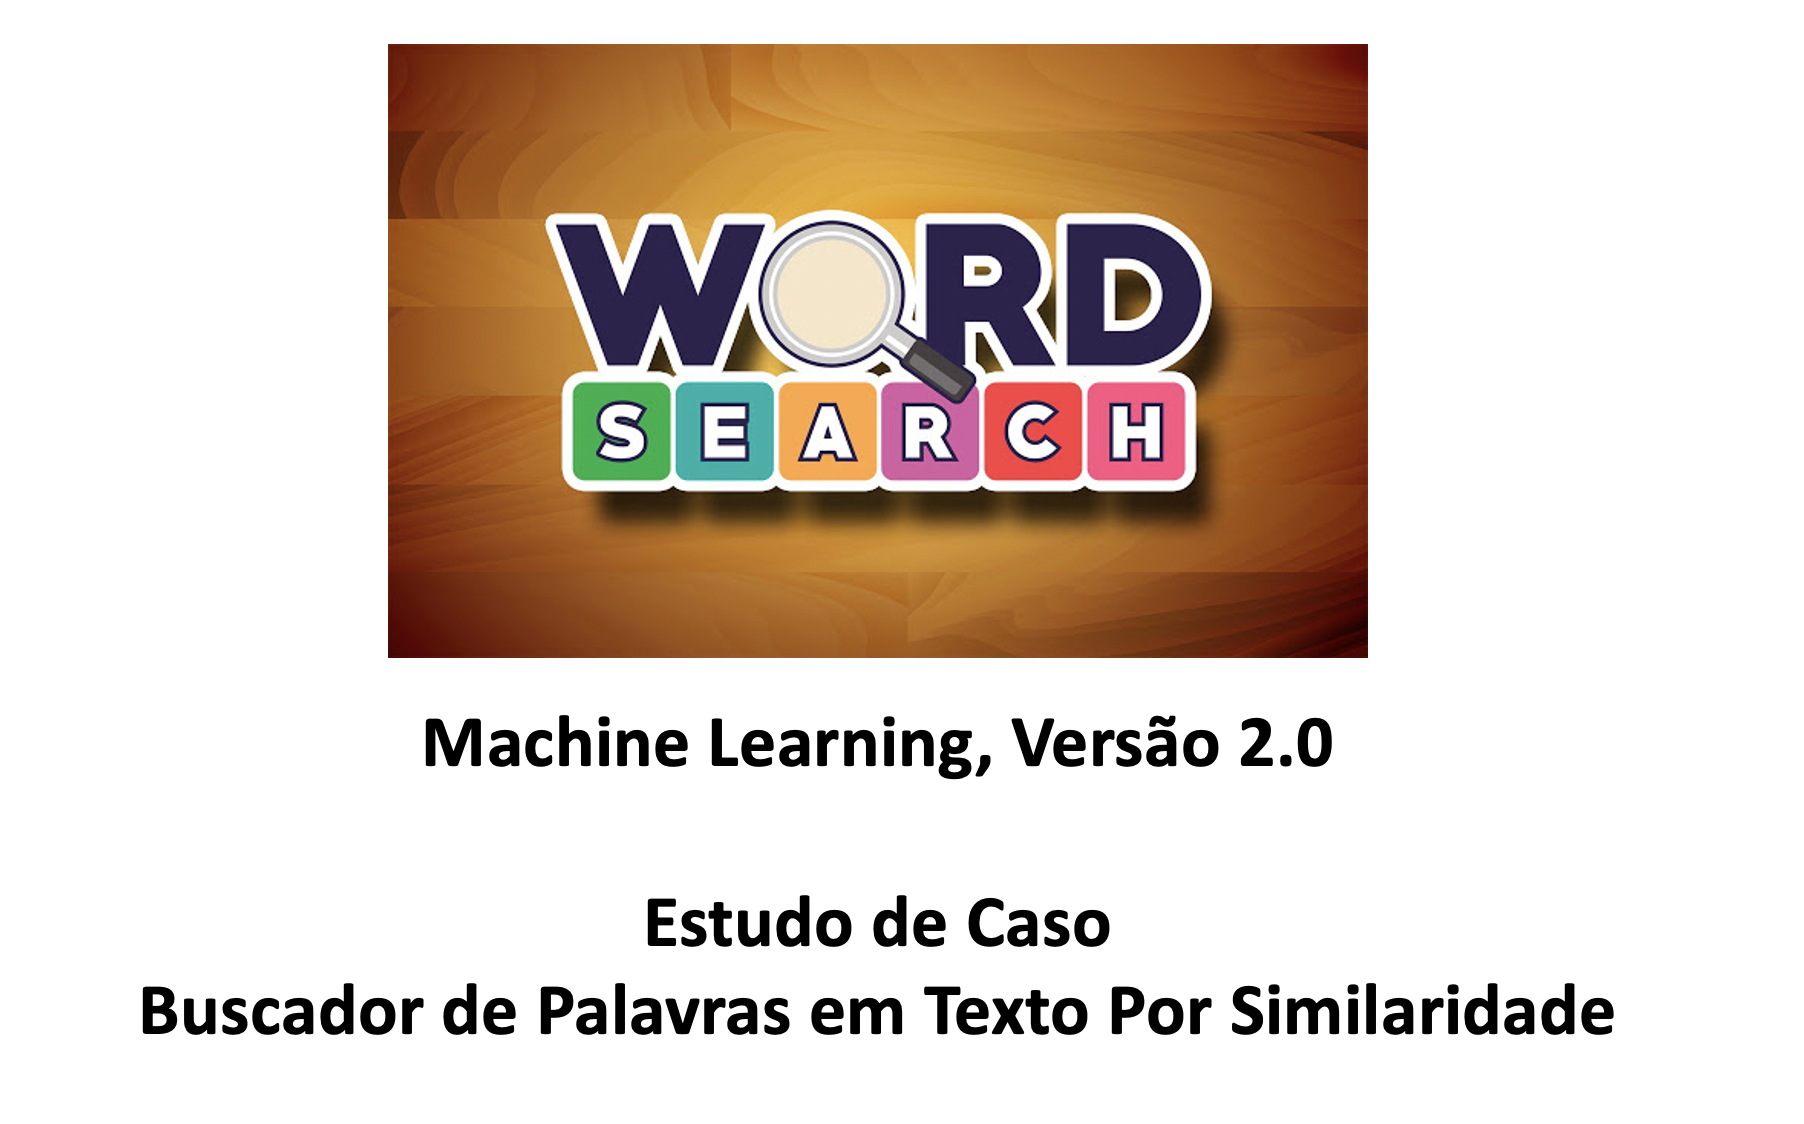 WORD
SEARCH
Machine Learning, Versão 2.0
Estudo de Caso
Buscador de Palavras em Texto Por Similaridade